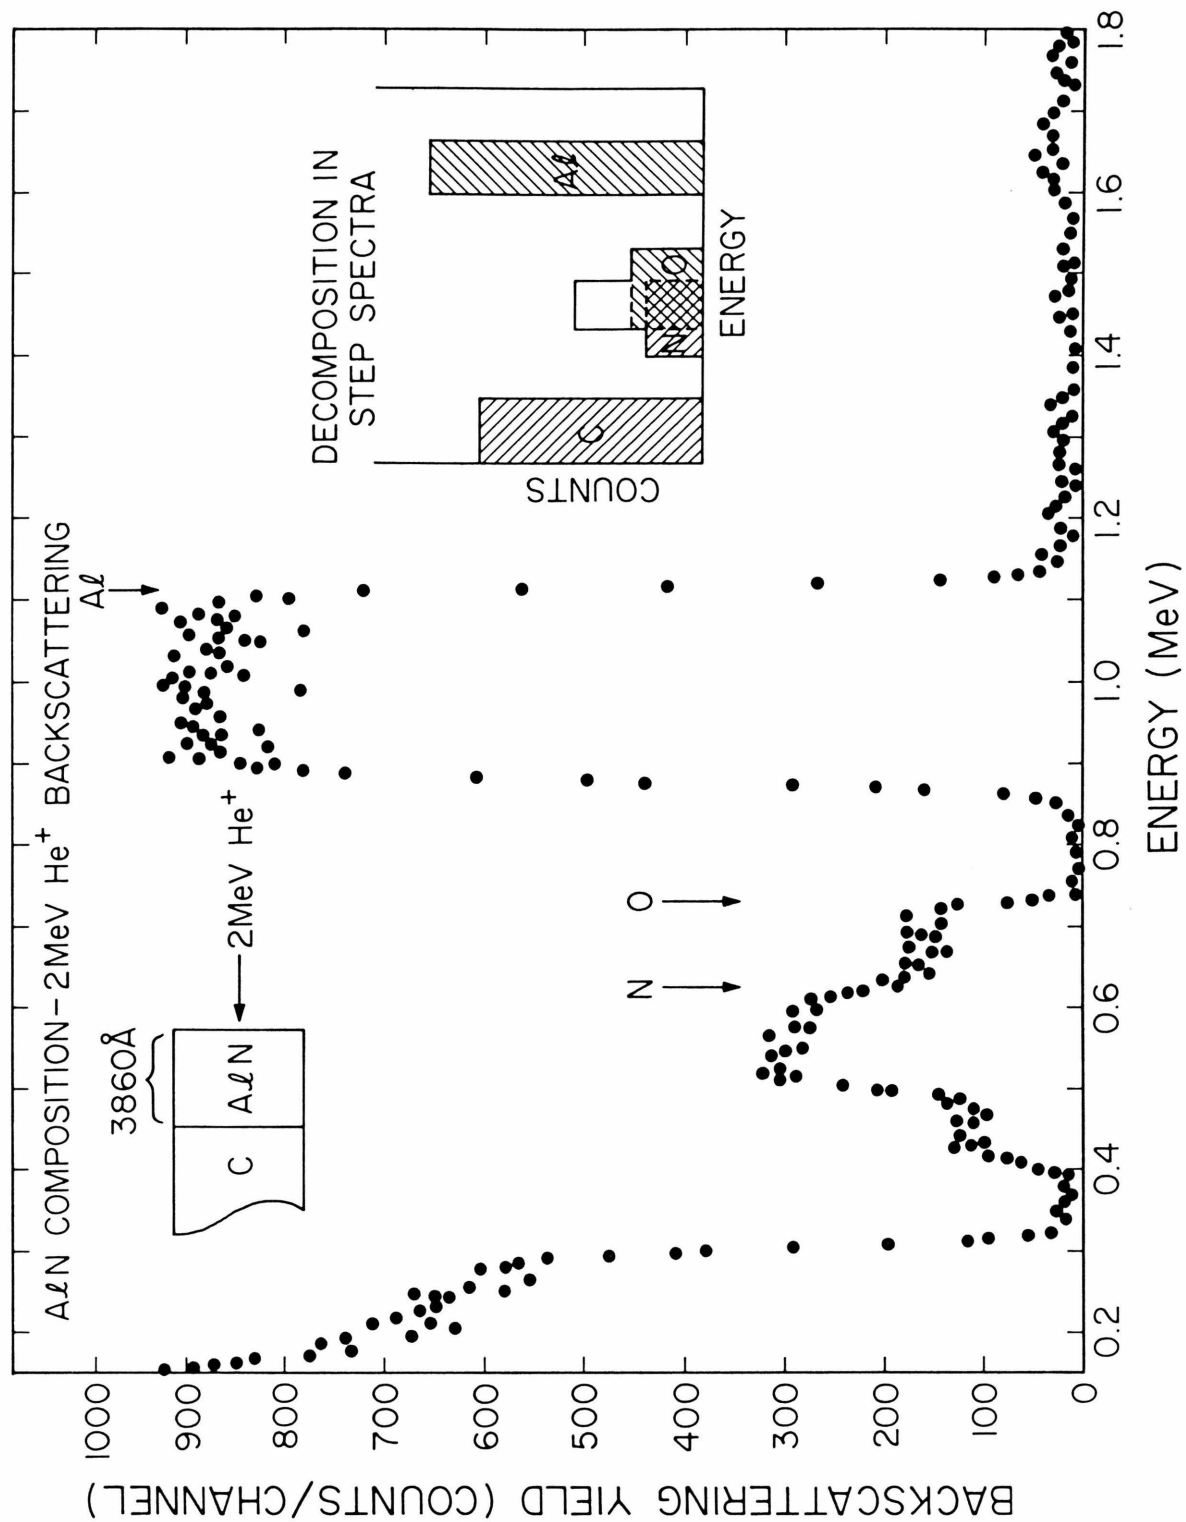 AℓN COMPOSITION-2MeV He⁺ BACKSCATTERING
3860Å
C
AℓN
2MeV He⁺
Al
N
O
DECOMPOSITION IN
STEP SPECTRA
COUNTS
C
N
O
Al
ENERGY
BACKSCATTERING YIELD (COUNTS/CHANNEL)
1000
900
800
700
600
500
400
300
200
100
0
0.2
0.4
0.6
0.8
1.0
1.2
1.4
1.6
1.8
ENERGY (MeV)